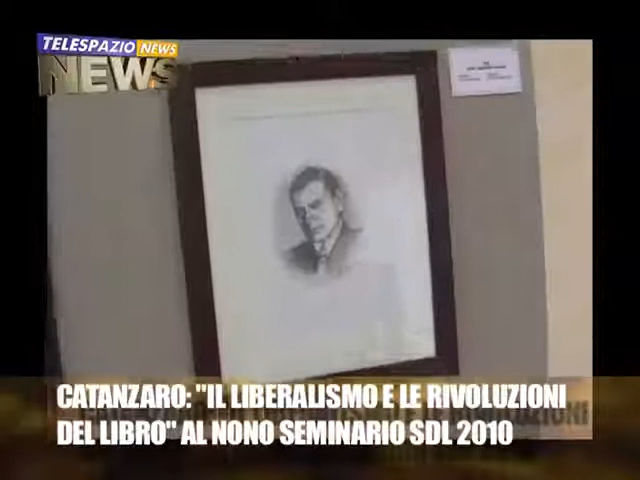 TELESPAZIO NEWS
NEWS
CATANZARO: "IL LIBERALISMO E LE RIVOLUZIONI
DEL LIBRO" AL NONO SEMINARIO SDL 2010